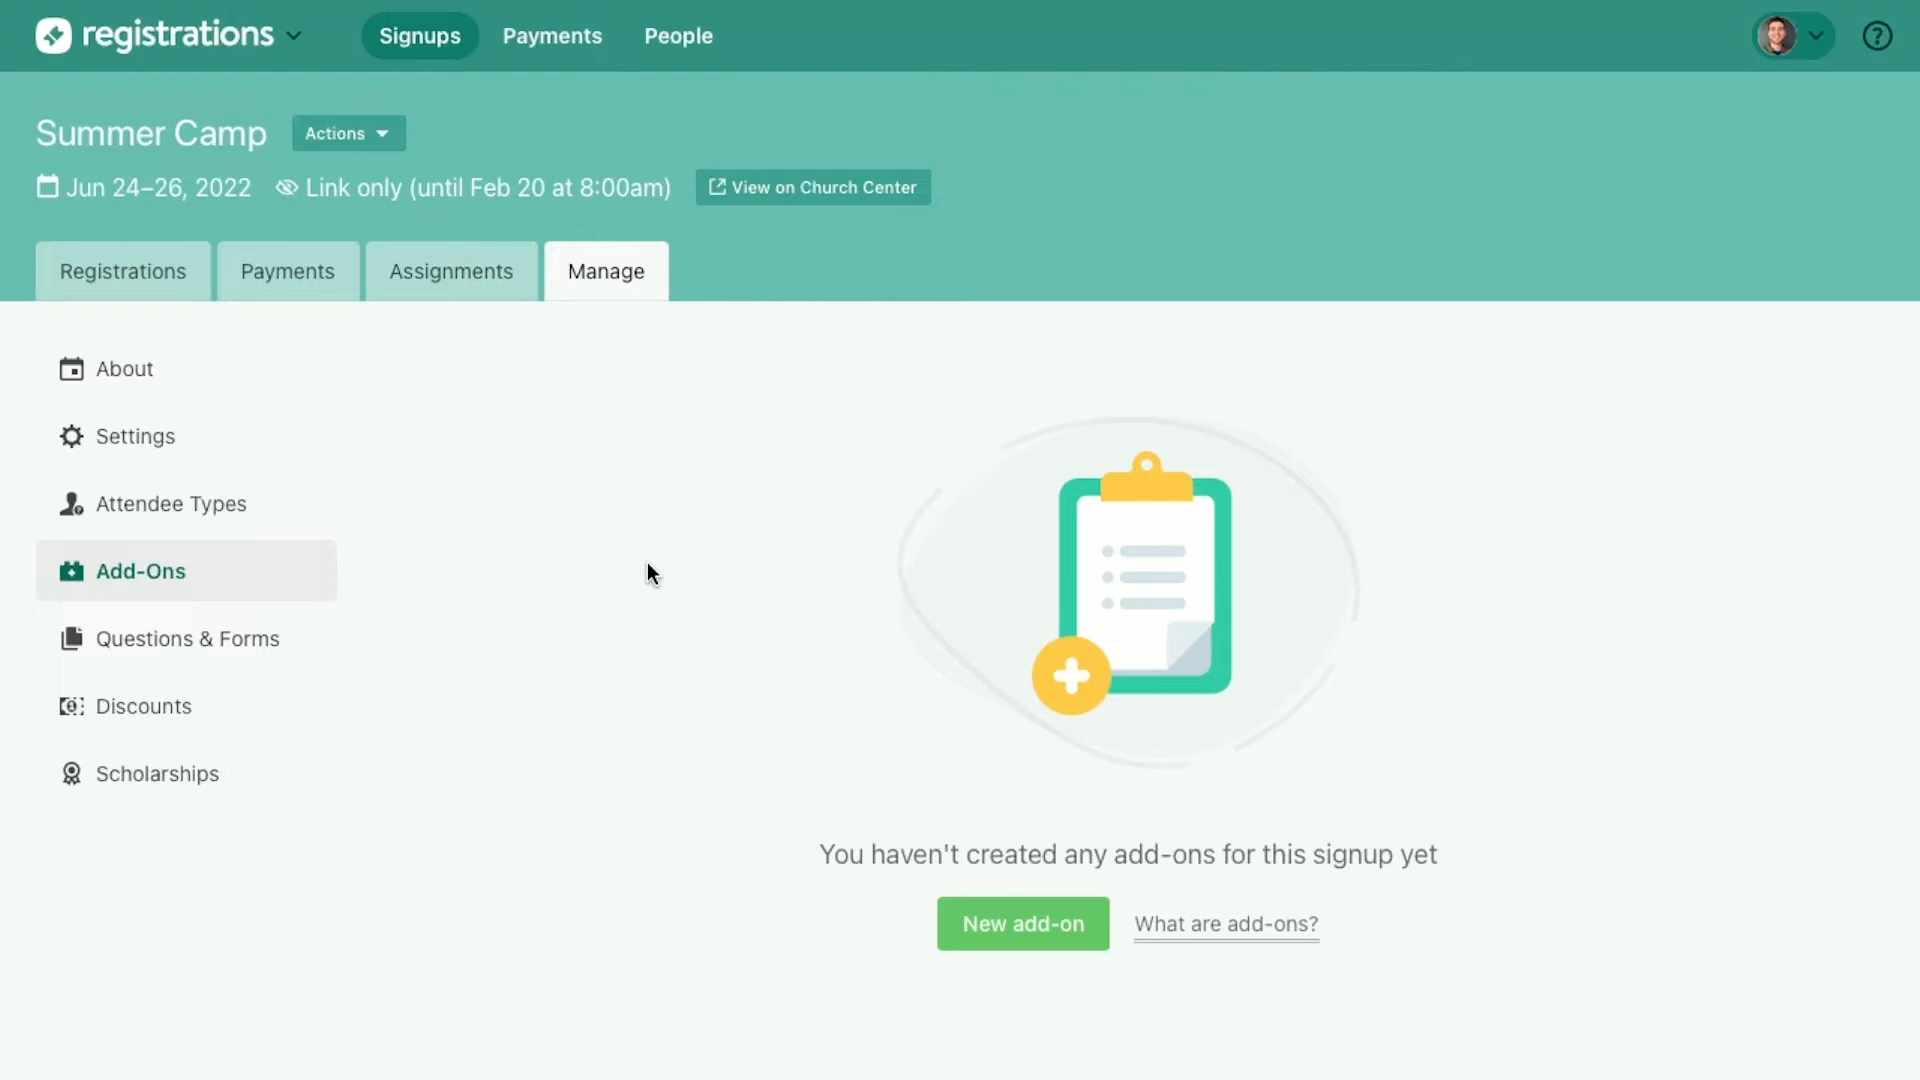 registrations
Signups
Payments
People
Summer Camp
Actions
Jun 24–26, 2022
Link only (until Feb 20 at 8:00am)
View on Church Center
Registrations
Payments
Assignments
Manage
About
Settings
Attendee Types
Add-Ons
Questions & Forms
Discounts
Scholarships
You haven't created any add-ons for this signup yet
New add-on
What are add-ons?